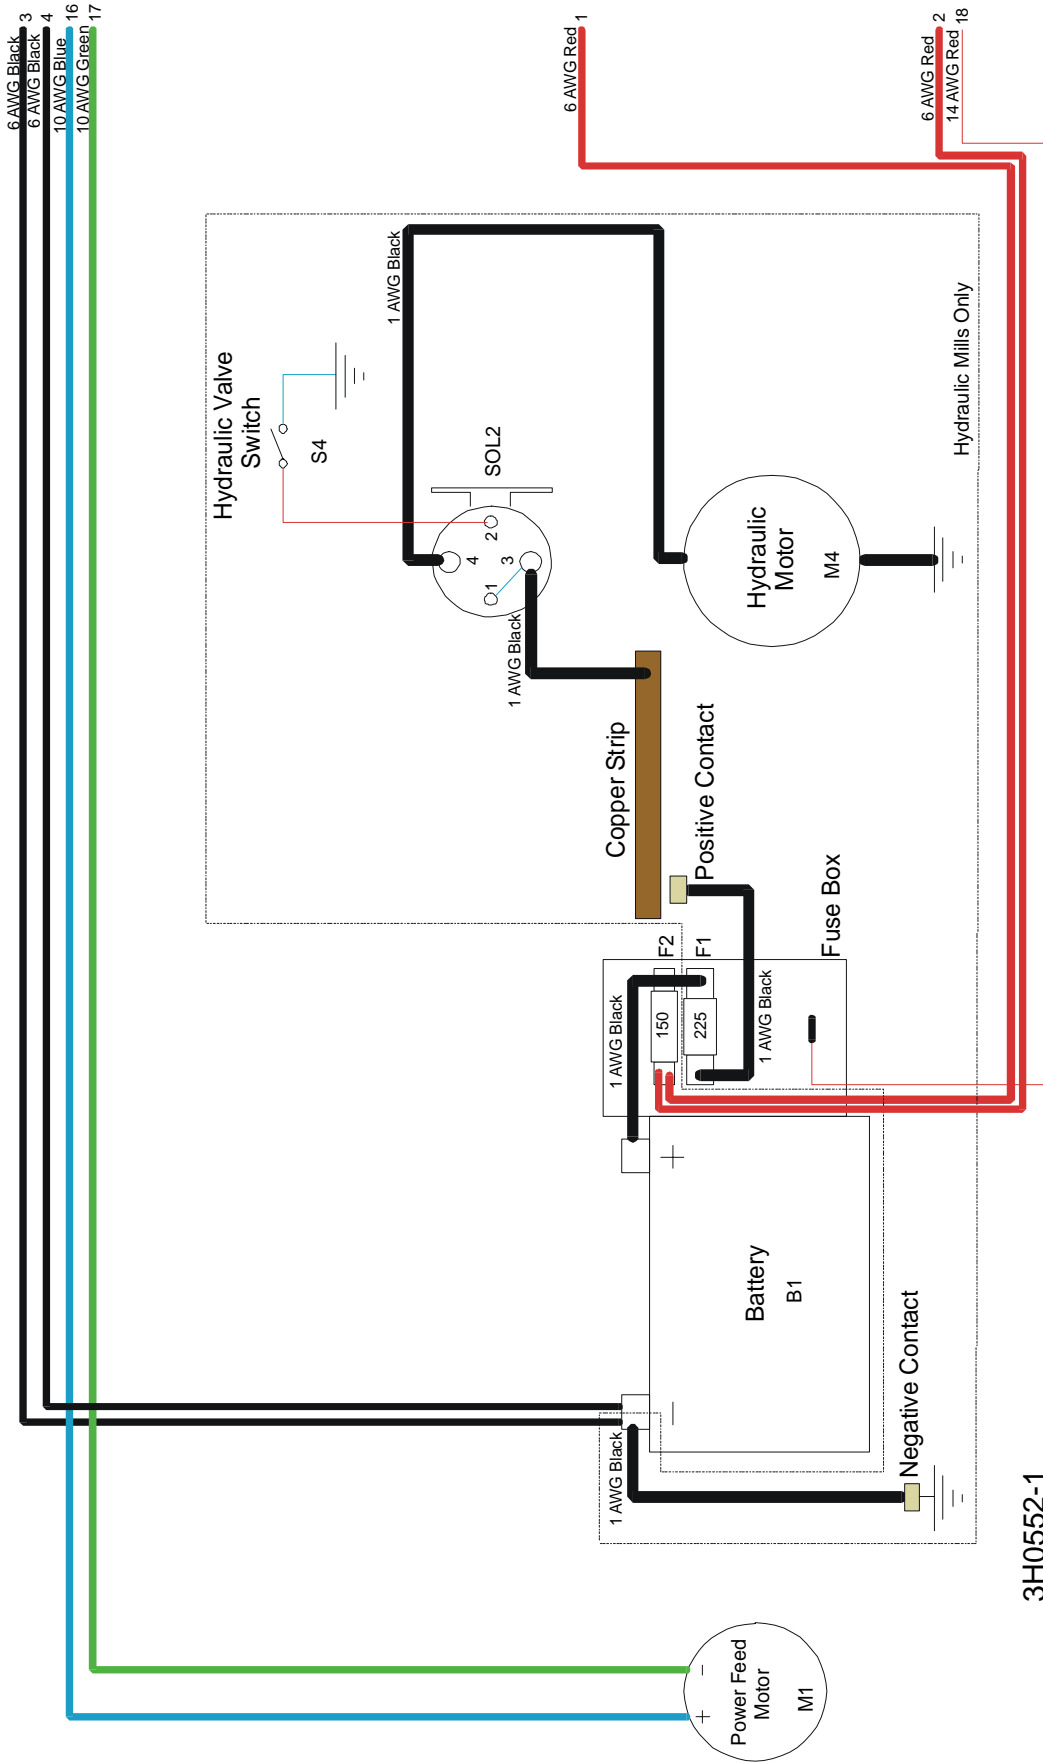 6 AWG Black 3
6 AWG Black 4
10 AWG Blue 16
10 AWG Green 17
6 AWG Red 1
6 AWG Red 2
14 AWG Red 18
Hydraulic Valve
Switch
S4
1 AWG Black
SOL2
4
2
3
1
1 AWG Black
Hydraulic
Motor
M4
Hydraulic Mills Only
Copper Strip
Positive Contact
Fuse Box
F2
F1
150
225
1 AWG Black
1 AWG Black
+
-
Battery
B1
1 AWG Black
Negative Contact
Power Feed
Motor
M1
+
-
3H0552-1